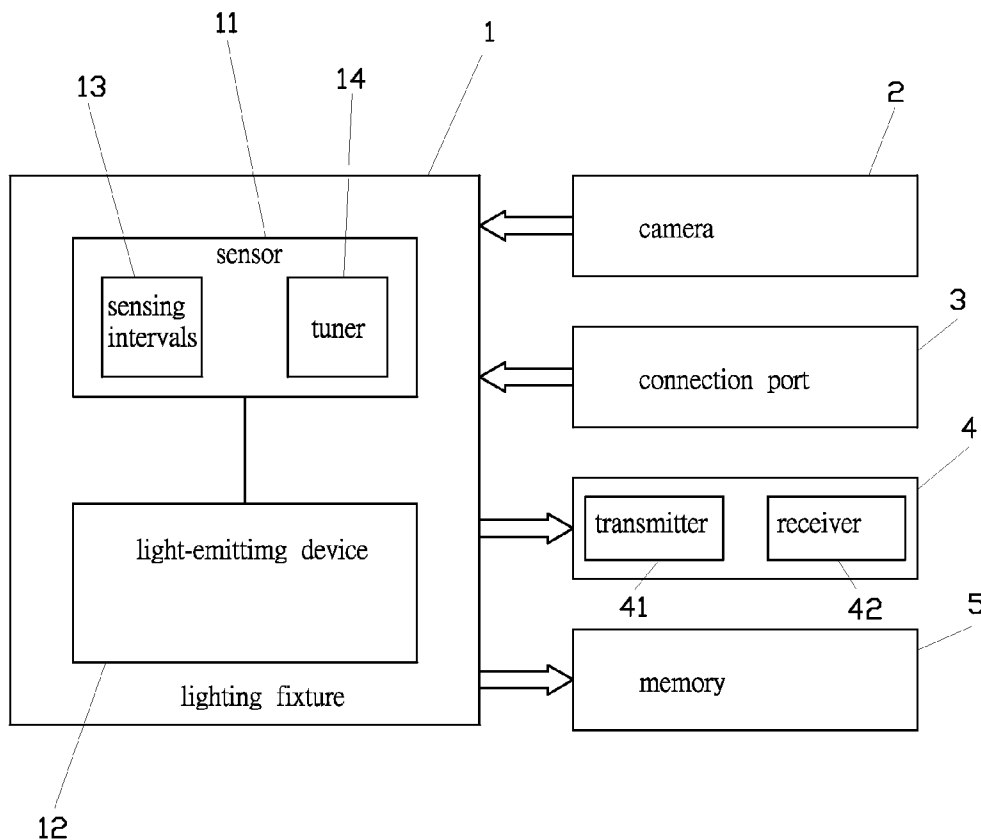 11
1
13
14
2
sensor
sensing
intervals
tuner
camera
3
connection port
4
light-emittimg device
transmitter
receiver
41
42
5
lighting fixture
memory
12